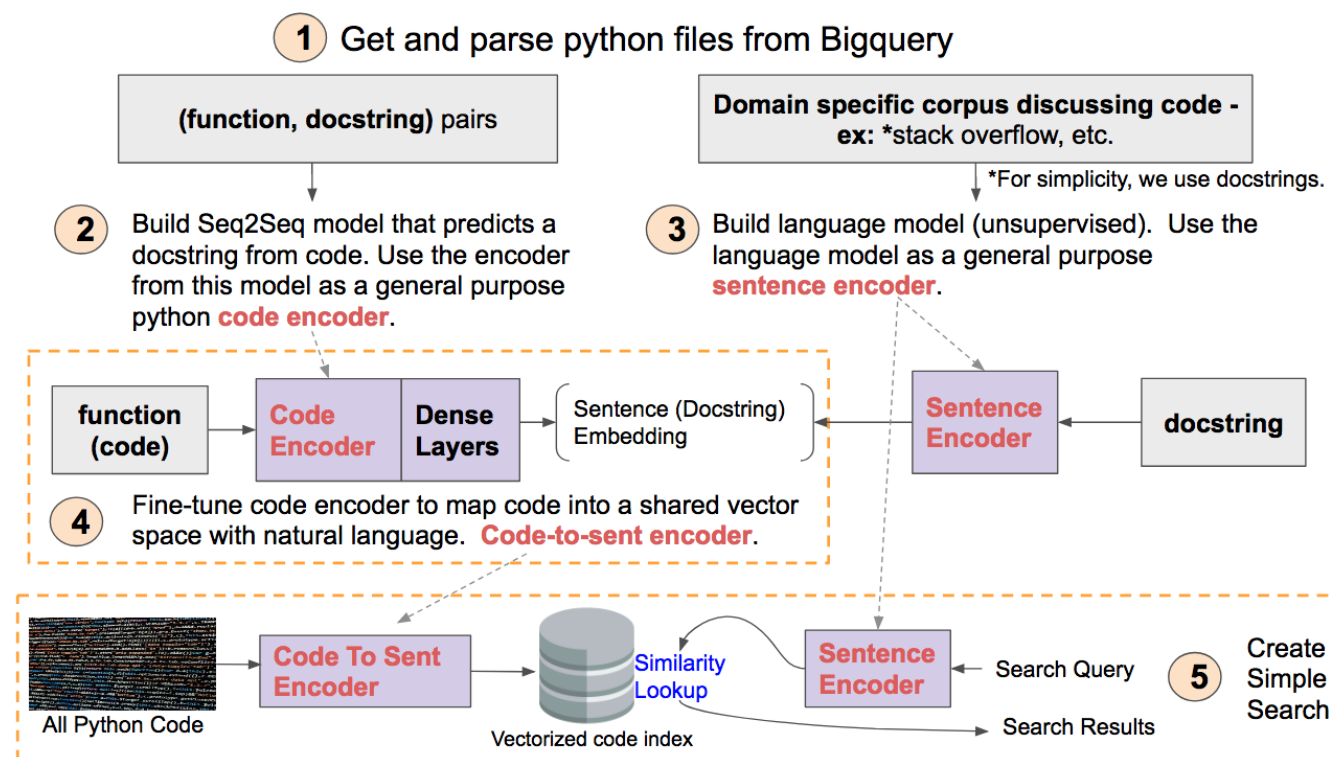 1 Get and parse python files from Bigquery
(function, docstring) pairs
Domain specific corpus discussing code -
ex: *stack overflow, etc.
*For simplicity, we use docstrings.
2
Build Seq2Seq model that predicts a
docstring from code. Use the encoder
from this model as a general purpose
python code encoder.
3
Build language model (unsupervised).  Use the
language model as a general purpose
sentence encoder.
function
(code)
Code
Encoder
Dense
Layers
Sentence (Docstring)
Embedding
Sentence
Encoder
docstring
4
Fine-tune code encoder to map code into a shared vector
space with natural language.  Code-to-sent encoder.
All Python Code
Code To Sent
Encoder
Vectorized code index
Similarity
Lookup
Sentence
Encoder
Search Query
Search Results
5
Create
Simple
Search